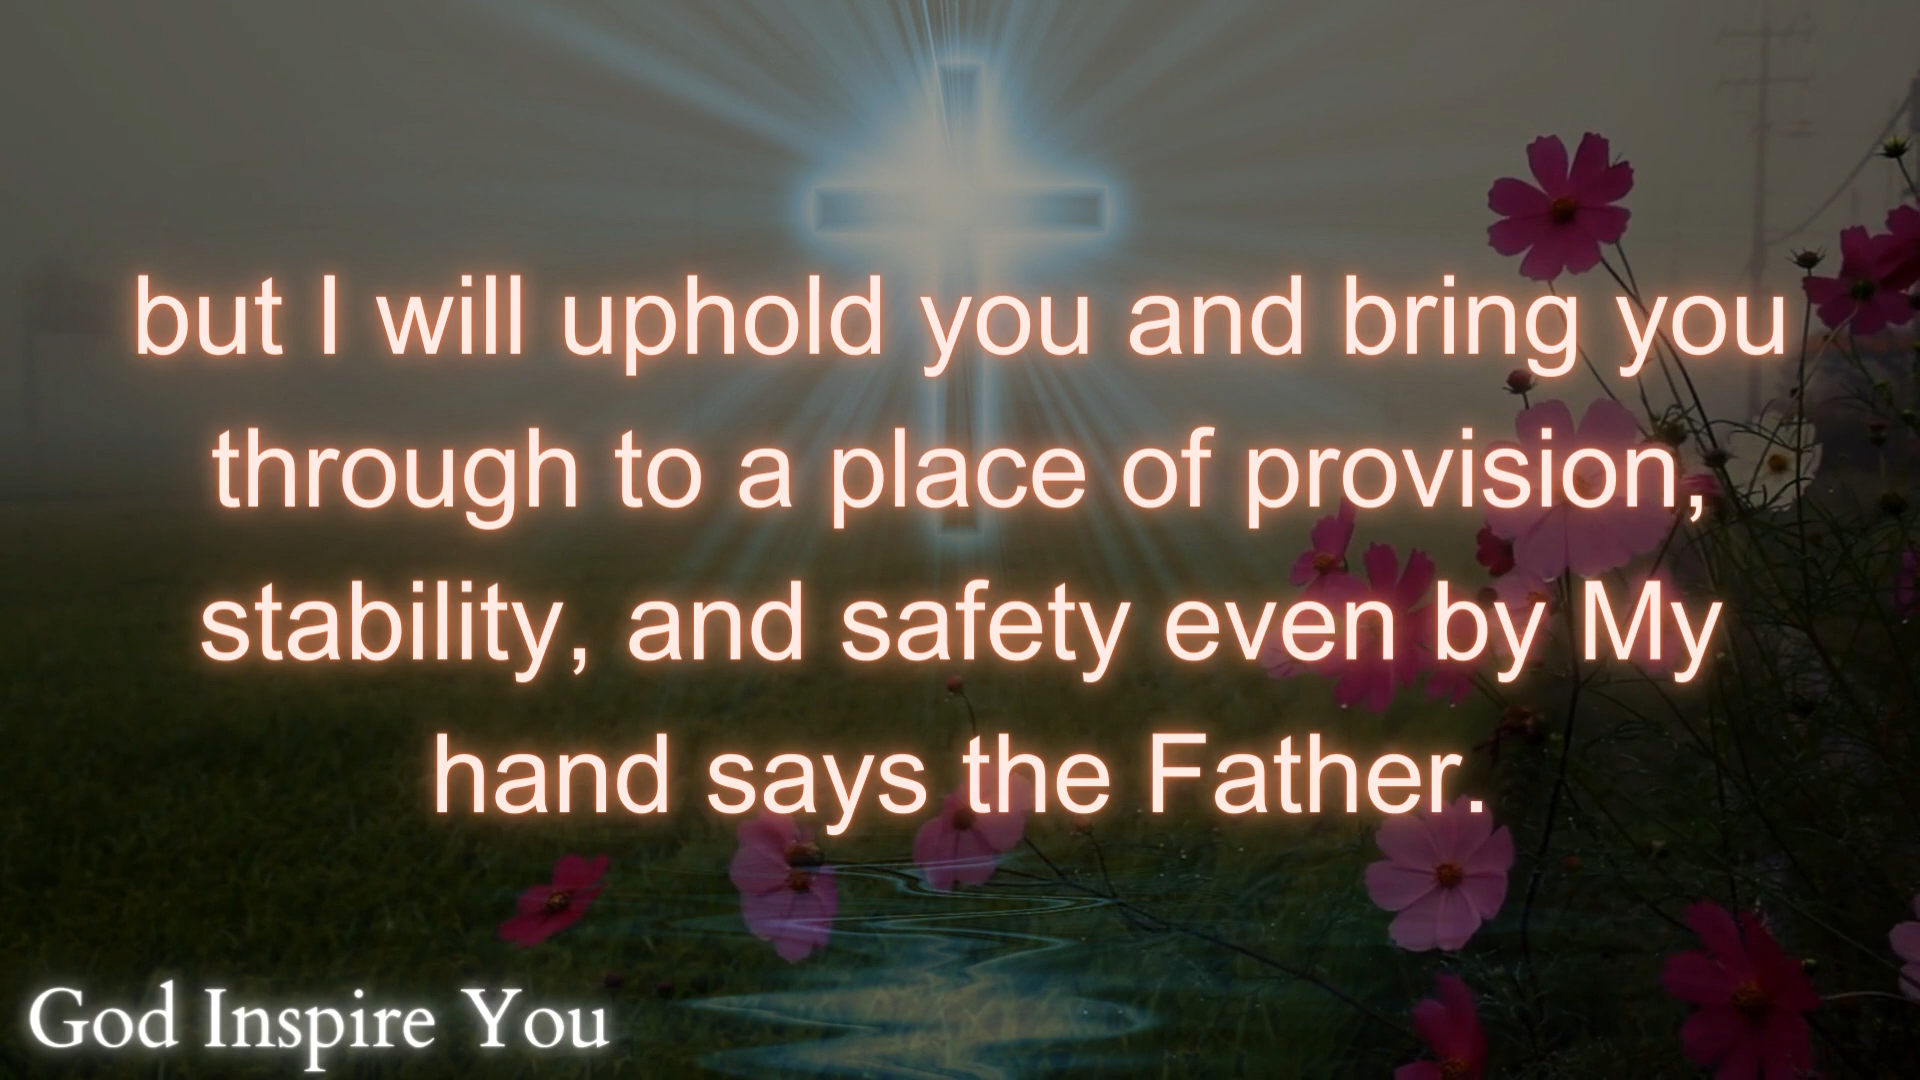 but I will uphold you and bring you
through to a place of provision,
stability, and safety even by My
hand says the Father.
God Inspire You